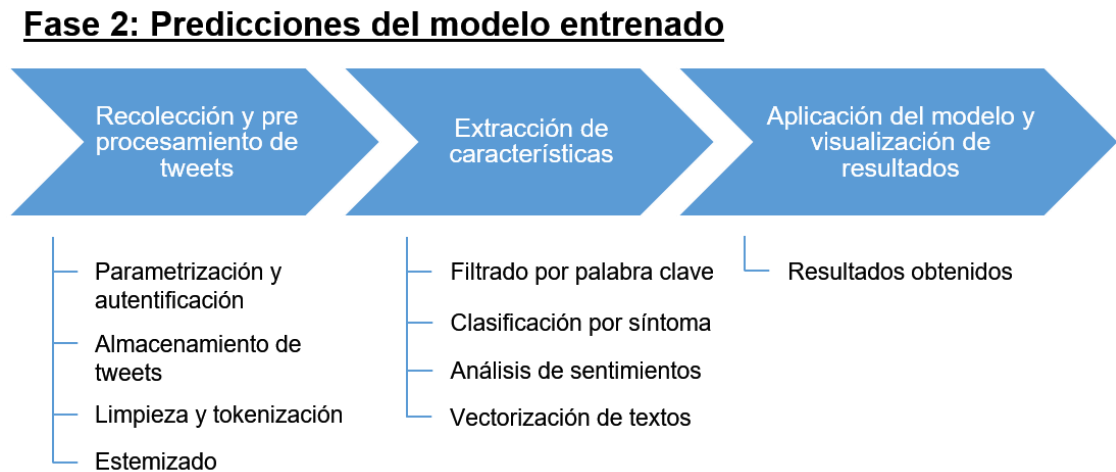 Fase 2: Predicciones del modelo entrenado
Recolección y pre
procesamiento de
tweets
Extracción de
características
Aplicación del modelo y
visualización de
resultados
Parametrización y
autentificación
Almacenamiento de
tweets
Limpieza y tokenización
Estemizado
Filtrado por palabra clave
Clasificación por síntoma
Análisis de sentimientos
Vectorización de textos
Resultados obtenidos